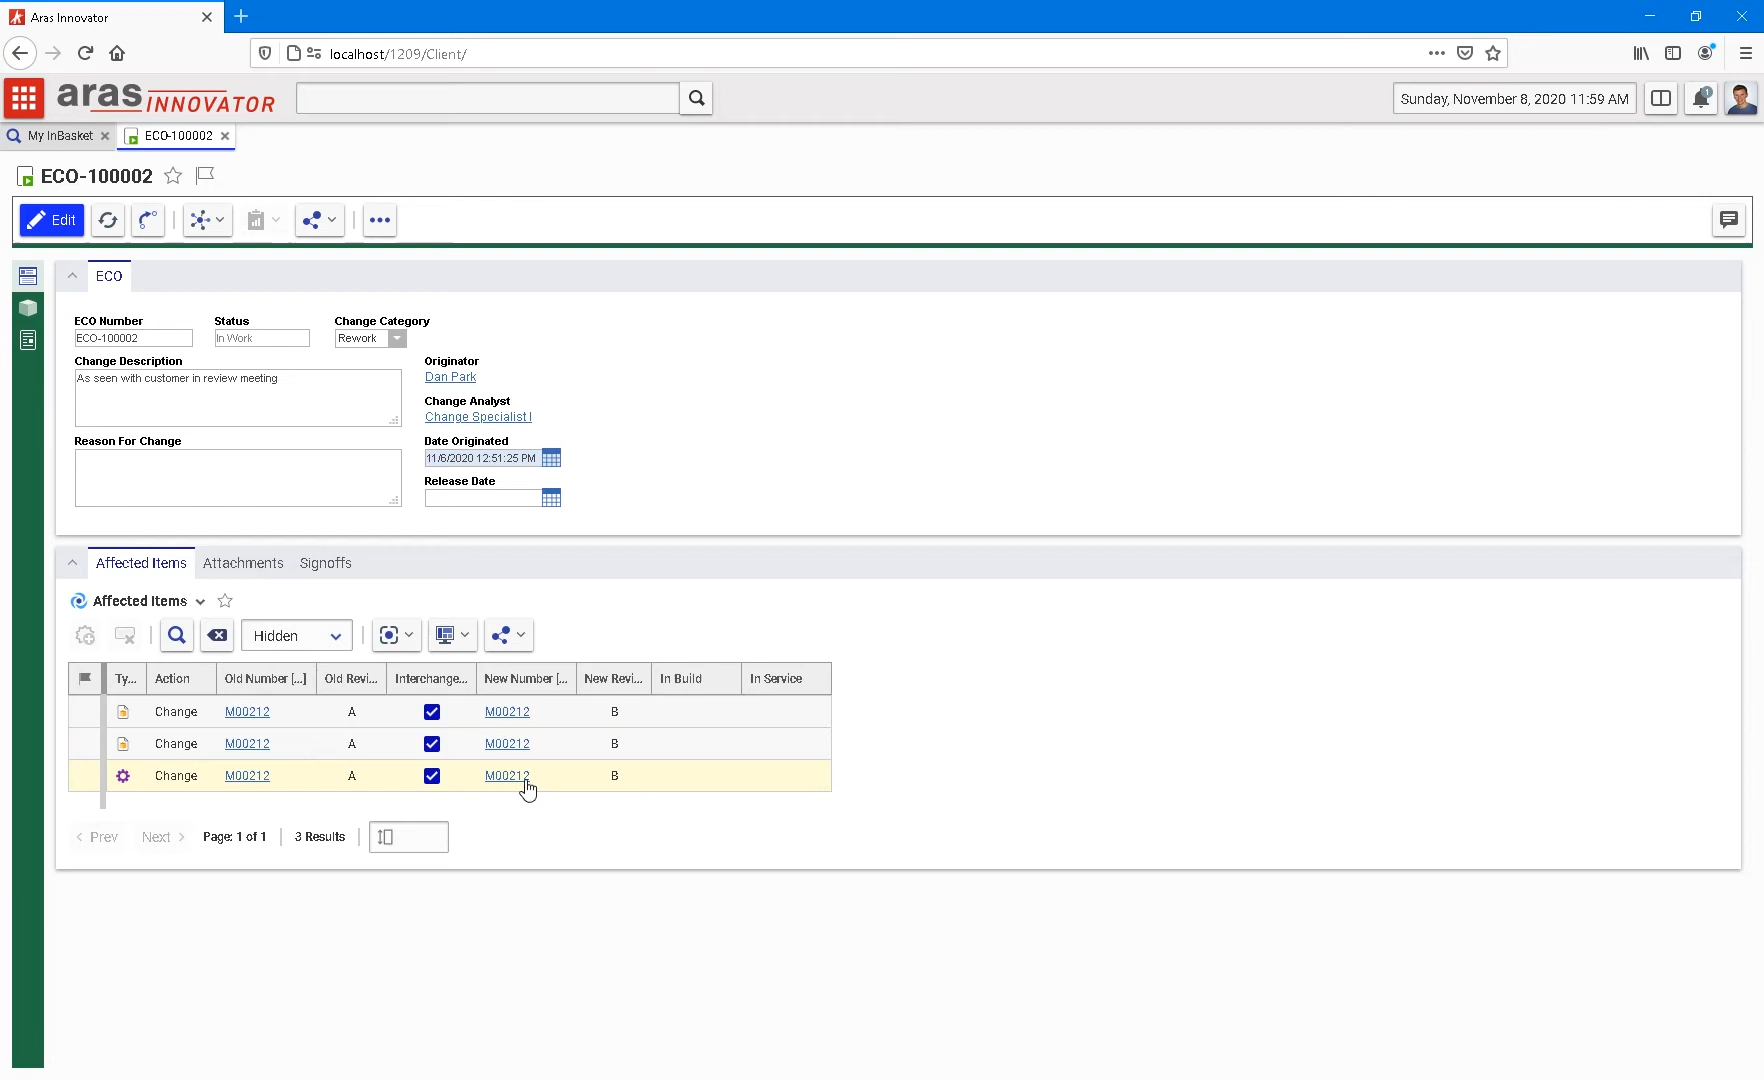 Aras Innovator
localhost/1209/Client/
aras INNOVATOR
Sunday, November 8, 2020 11:59 AM
1
My InBasket
ECO-100002
ECO-100002
Edit
ECO
ECO Number
Status
Change Category
ECO-100002
In Work
Rework
Change Description
Originator
As seen with customer in review meeting
Dan Park
Change Analyst
Change Specialist I
Reason For Change
Date Originated
11/6/2020 12:51:25 PM
Release Date
Affected Items
Attachments
Signoffs
Affected Items
Hidden
Ty... Action Old Number [...] Old Revi... Interchange... New Number [... New Revi... In Build In Service
Change M00212 A M00212 B
Change M00212 A M00212 B
Change M00212 A M00212 B
< Prev Next > Page: 1 of 1 3 Results